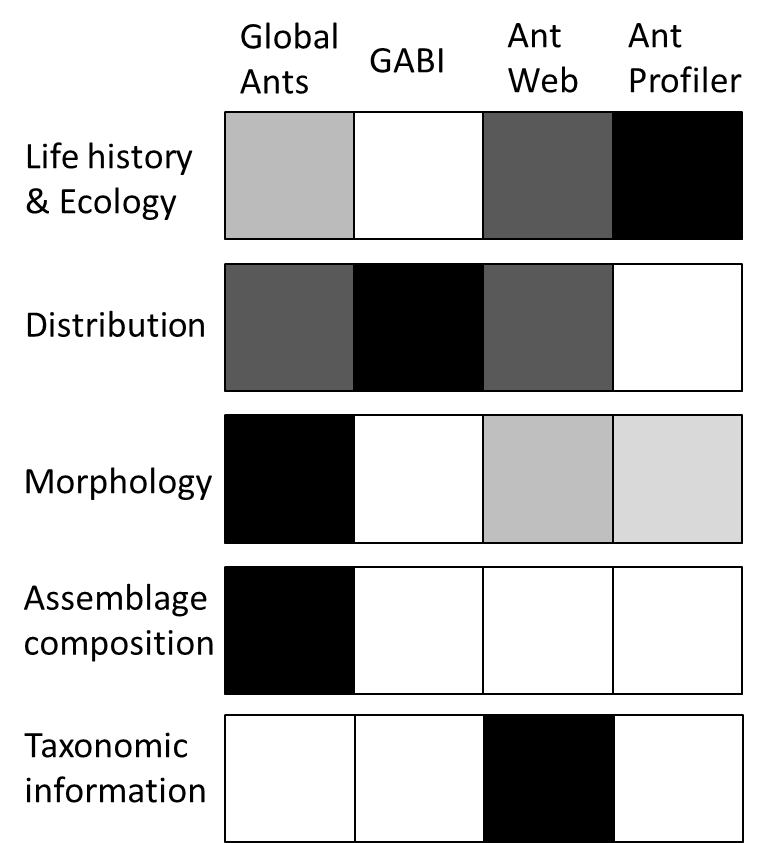 Global
Ants
GABI
Ant
Web
Ant
Profiler
Life history
& Ecology
Distribution
Morphology
Assemblage
composition
Taxonomic
information